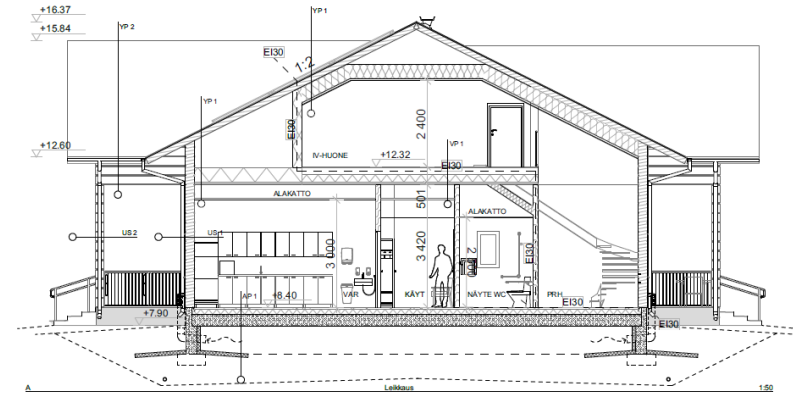 +16.37
YP 2
YP 1
+15.84
EI30
1:2
YP 1
2 400
EI30
+12.60
VP 1
IV-HUONE
+12.32
EI30
ALAKATTO
501
ALAKATTO
US 2
US 1
3 000
3 420
EI30
AP 1
+8.40
VAR
KÄYT
NÄYTE WC
PRH
EI30
+7.90
EI30
A
Leikkaus
1:50